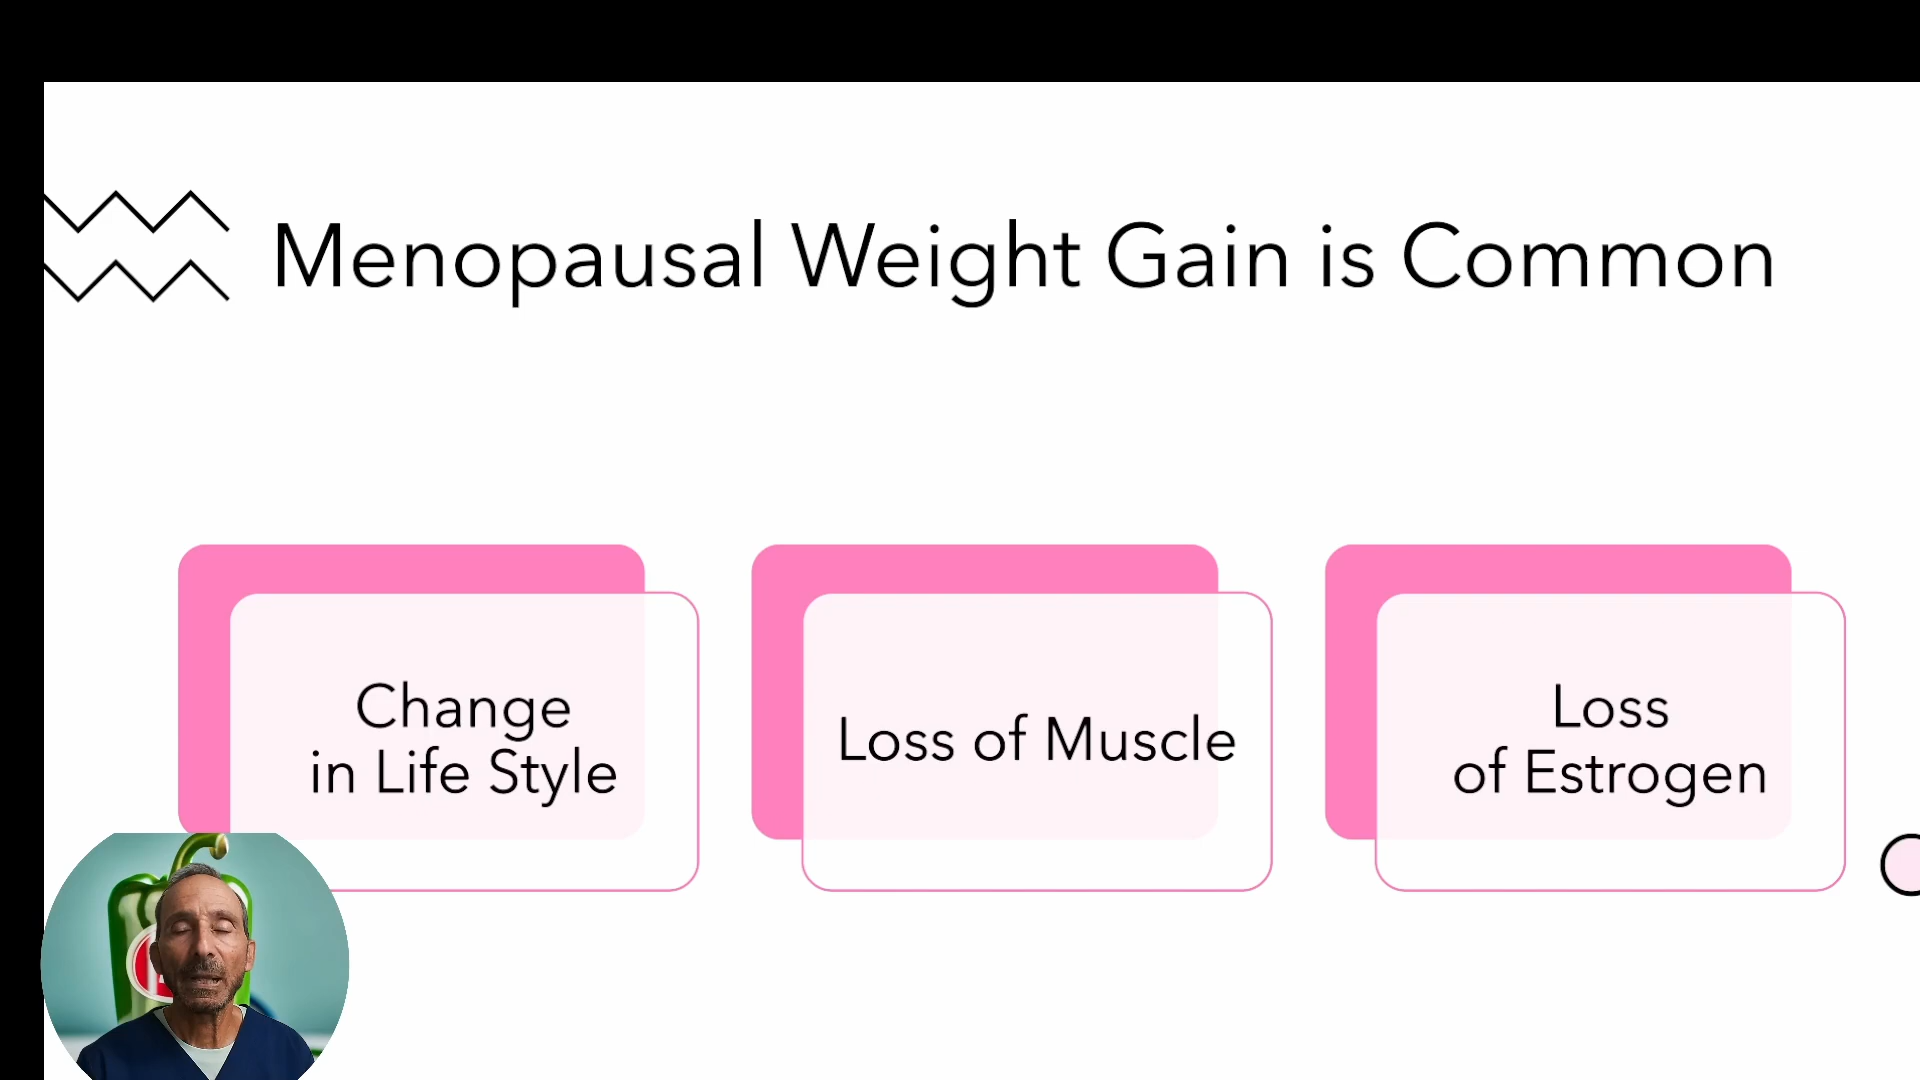 Menopausal Weight Gain is Common
Change
in Life Style
Loss of Muscle
Loss
of Estrogen